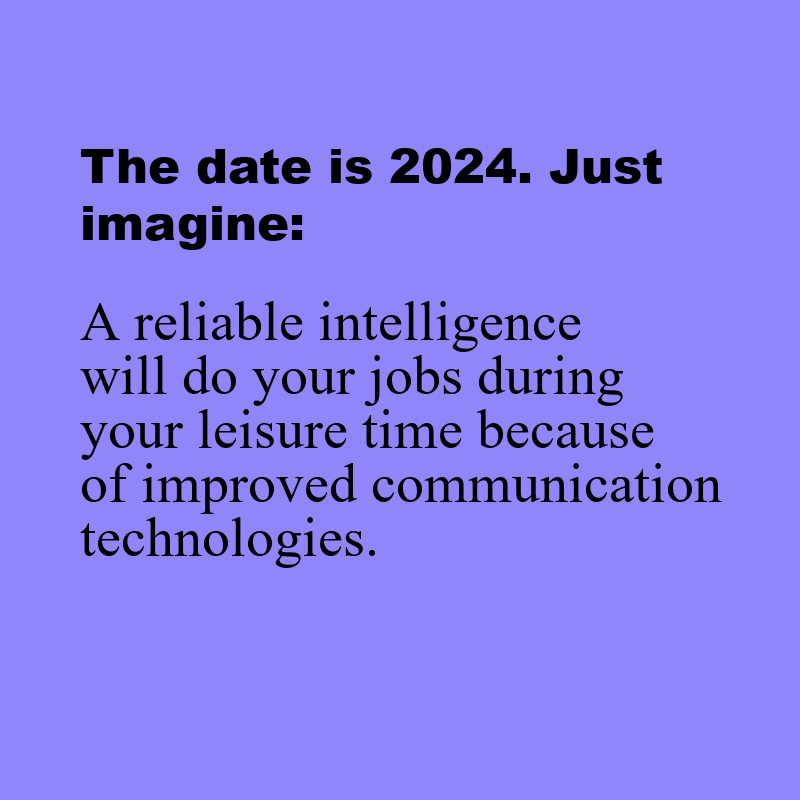 The date is 2024. Just
imagine:
A reliable intelligence
will do your jobs during
your leisure time because
of improved communication
technologies.